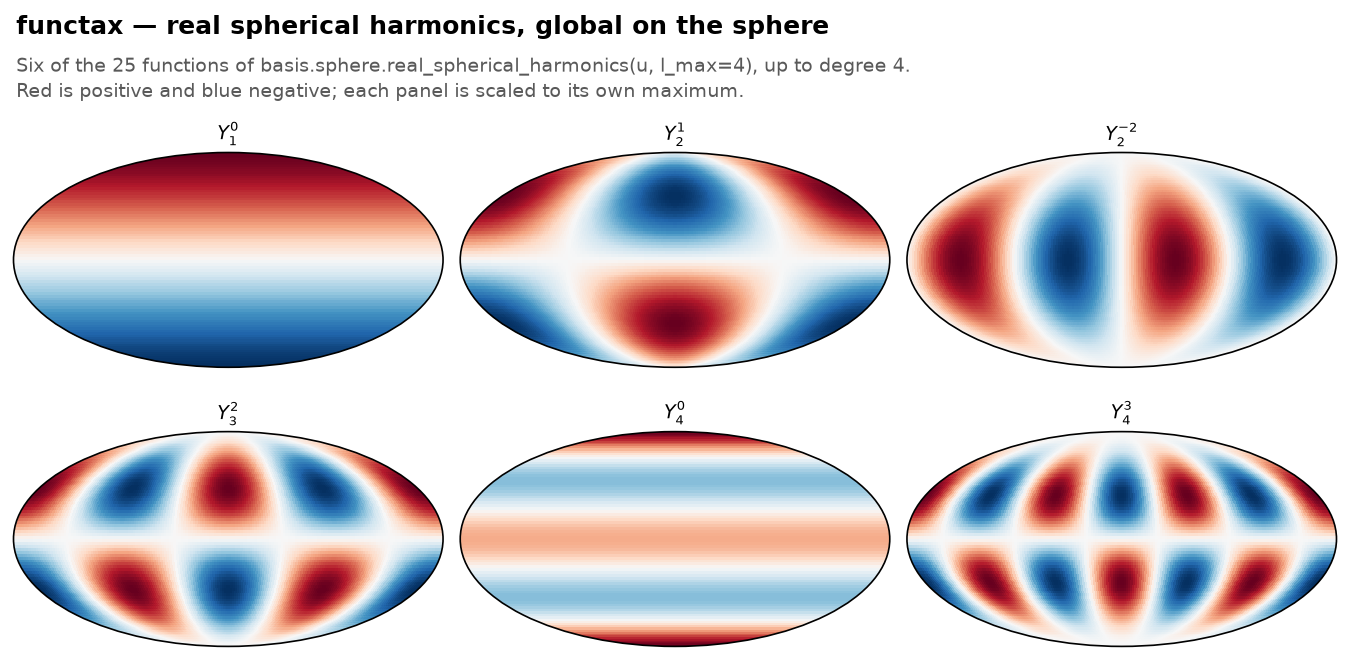 functax — real spherical harmonics, global on the sphere
Six of the 25 functions of basis.sphere.real_spherical_harmonics(u, l_max=4), up to degree 4.
Red is positive and blue negative; each panel is scaled to its own maximum.
$Y_1^0$
$Y_2^1$
$Y_2^{-2}$
$Y_3^2$
$Y_4^0$
$Y_4^3$